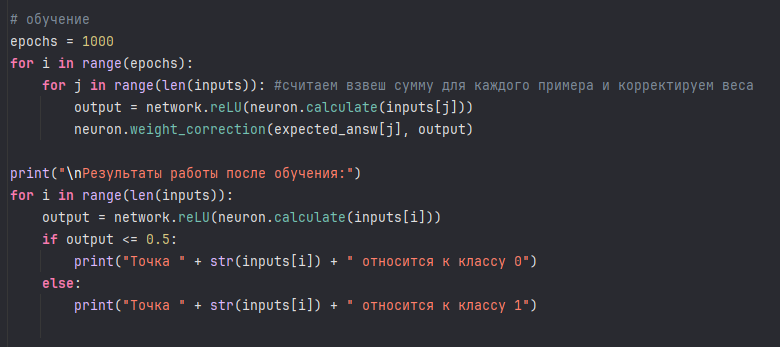 # обучение
epochs = 1000
for i in range(epochs):
    for j in range(len(inputs)): #считаем взвеш сумму для каждого примера и корректируем веса
        output = network.reLU(neuron.calculate(inputs[j]))
        neuron.weight_correction(expected_answ[j], output)

print("\nРезультаты работы после обучения:")
for i in range(len(inputs)):
    output = network.reLU(neuron.calculate(inputs[i]))
    if output <= 0.5:
        print("Точка " + str(inputs[i]) + " относится к классу 0")
    else:
        print("Точка " + str(inputs[i]) + " относится к классу 1")